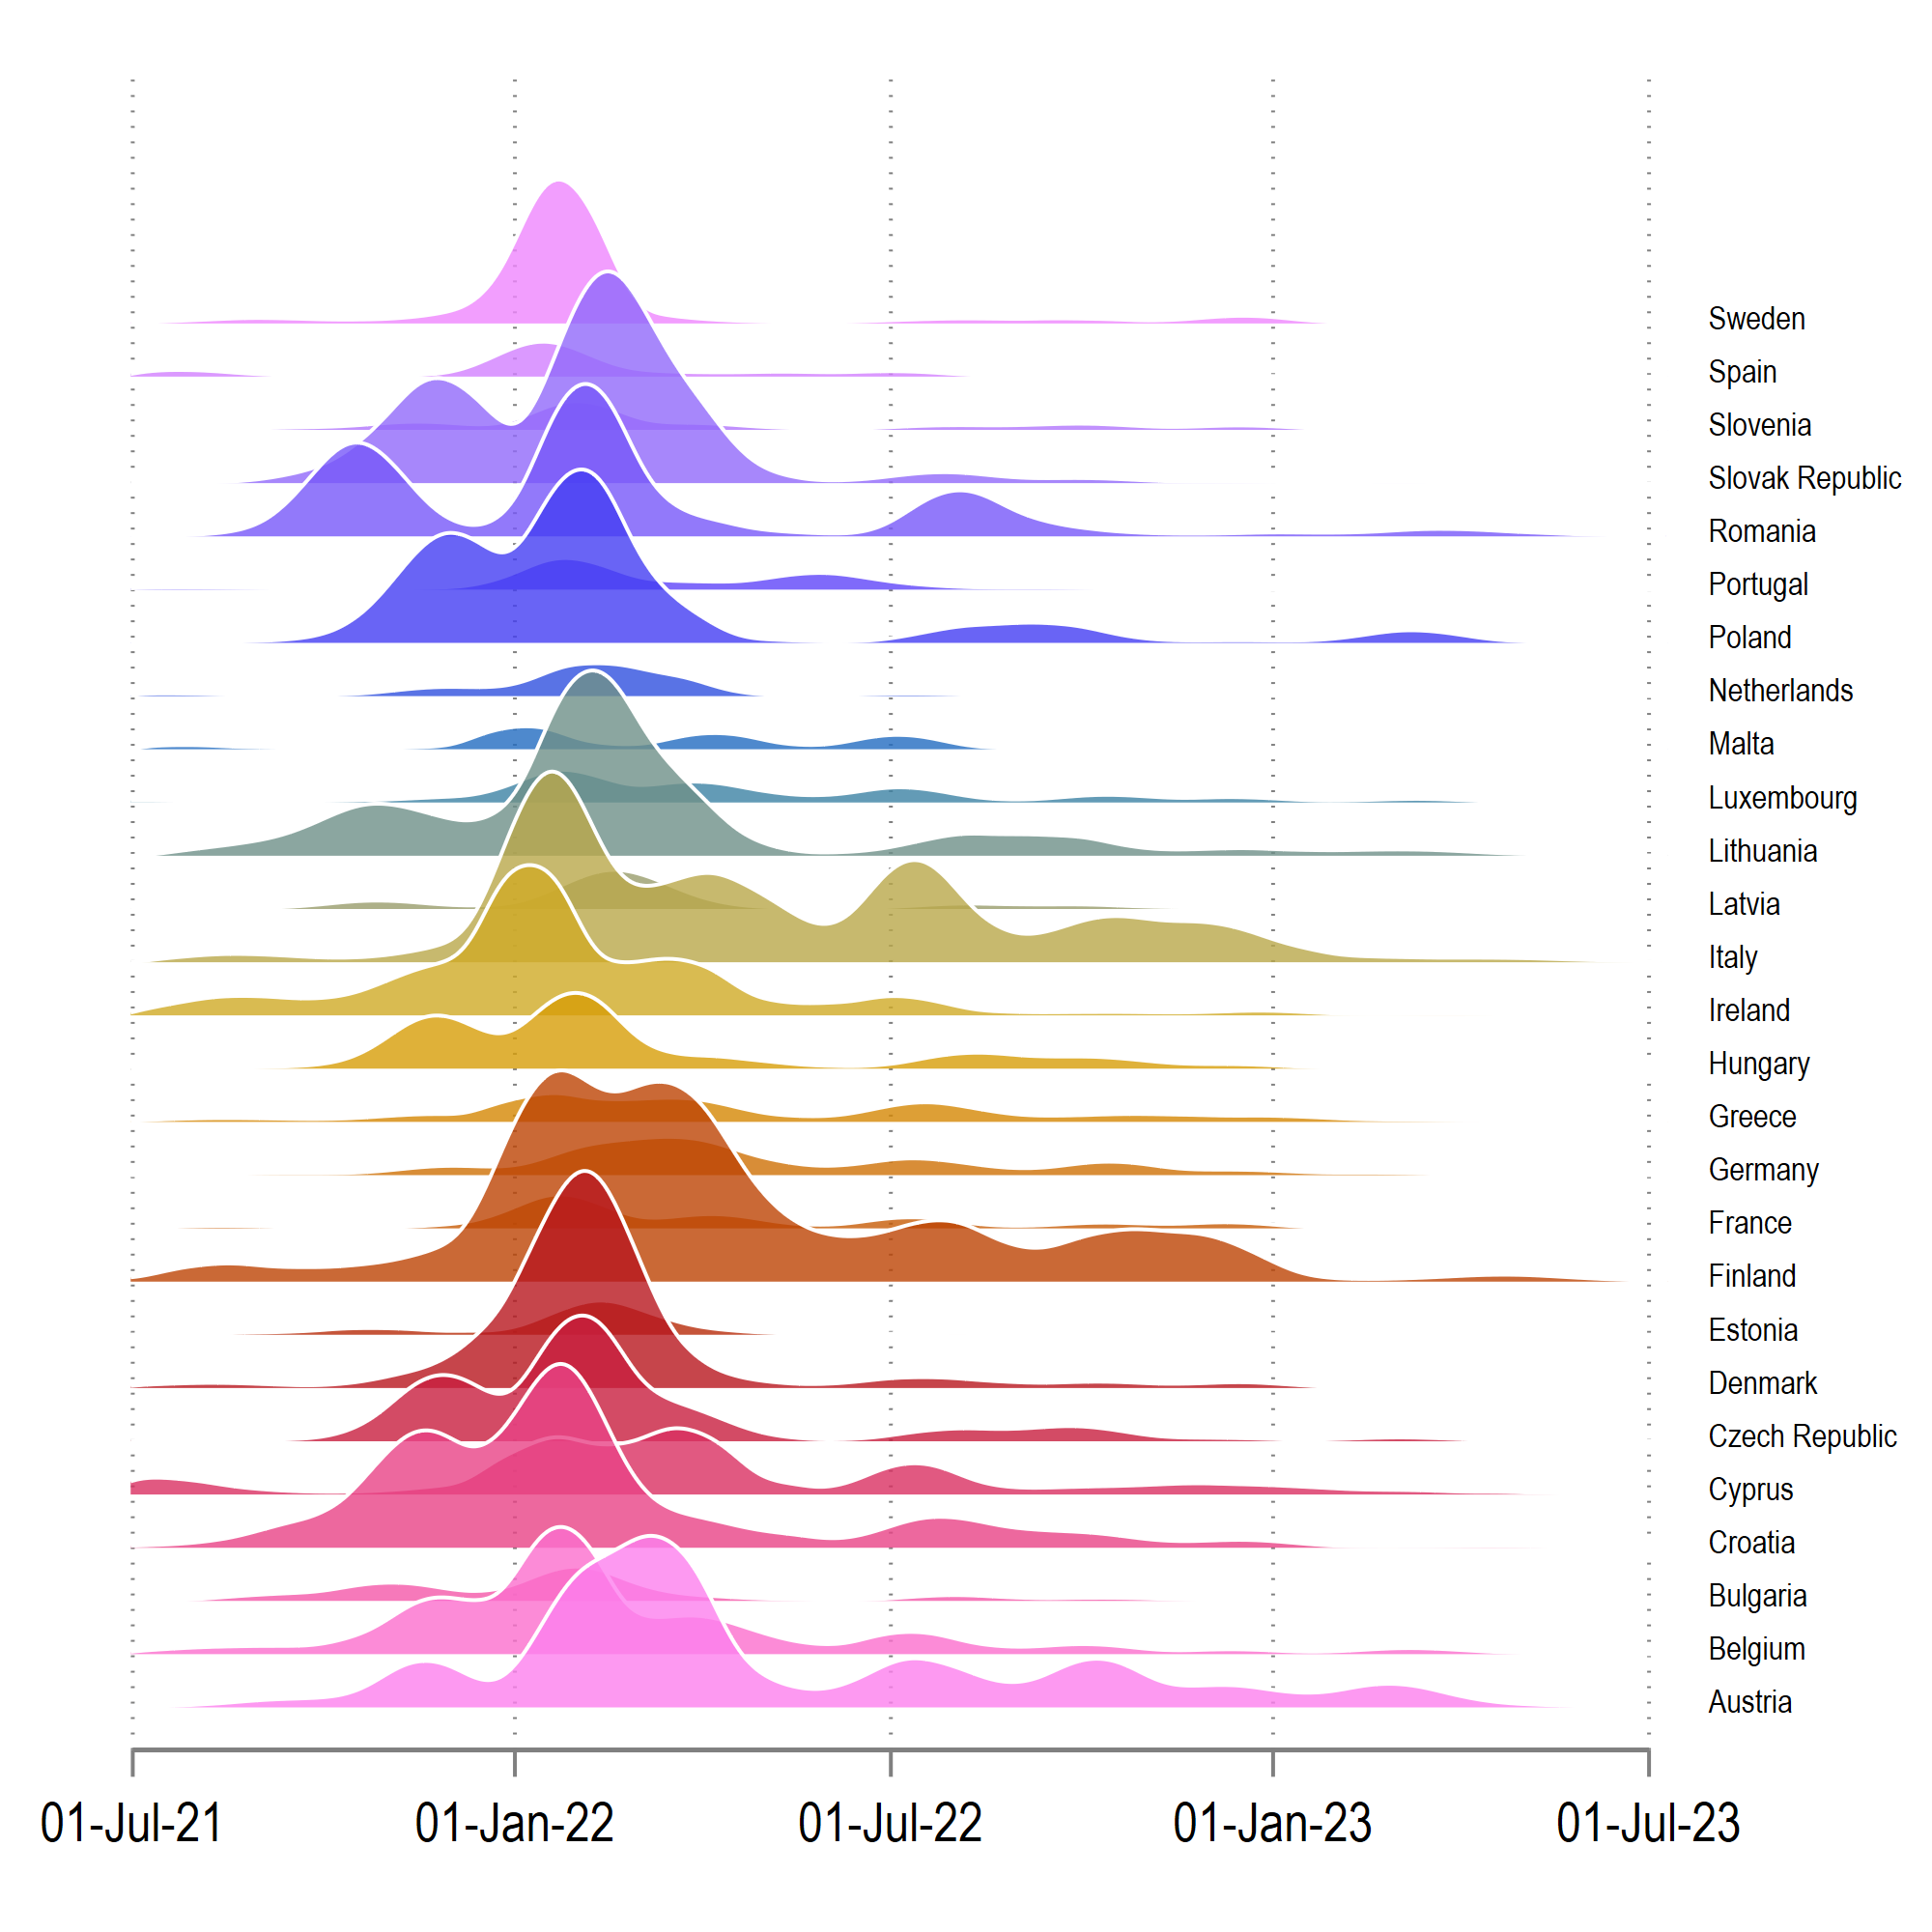 Sweden
Spain
Slovenia
Slovak Republic
Romania
Portugal
Poland
Netherlands
Malta
Luxembourg
Lithuania
Latvia
Italy
Ireland
Hungary
Greece
Germany
France
Finland
Estonia
Denmark
Czech Republic
Cyprus
Croatia
Bulgaria
Belgium
Austria
01-Jul-21 01-Jan-22 01-Jul-22 01-Jan-23 01-Jul-23